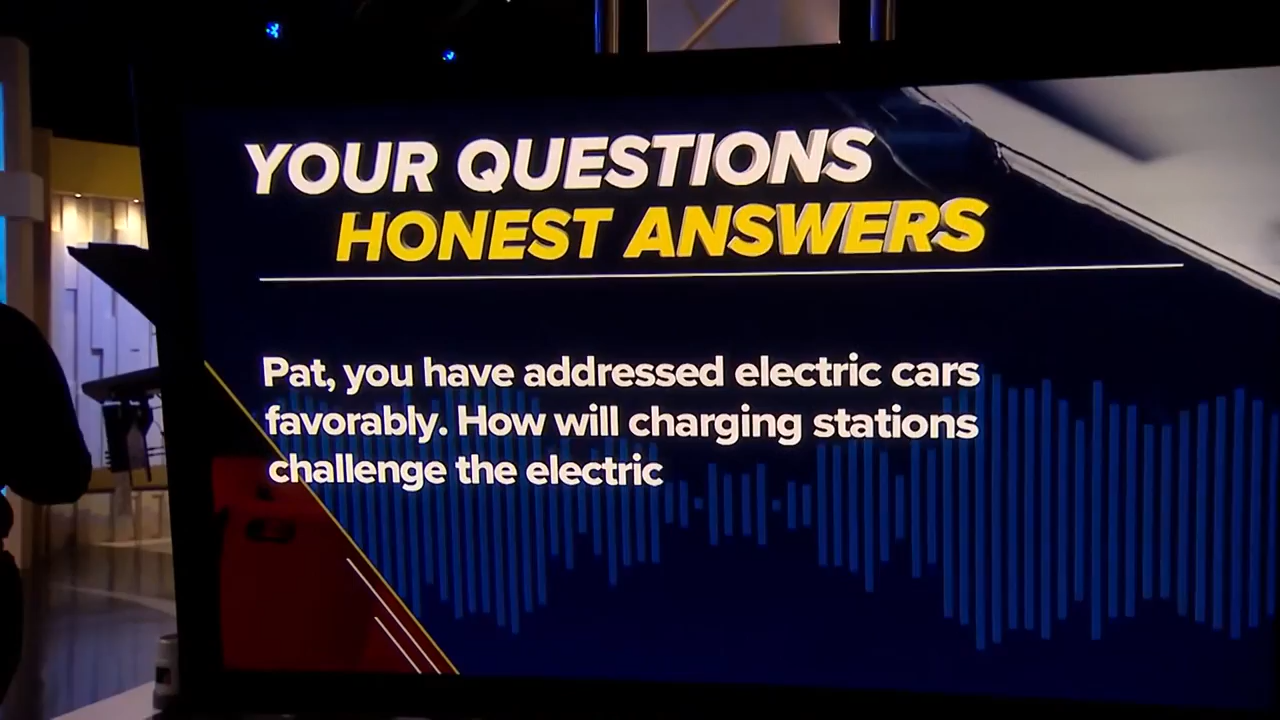 YOUR QUESTIONS
HONEST ANSWERS
Pat, you have addressed electric cars
favorably. How will charging stations
challenge the electric